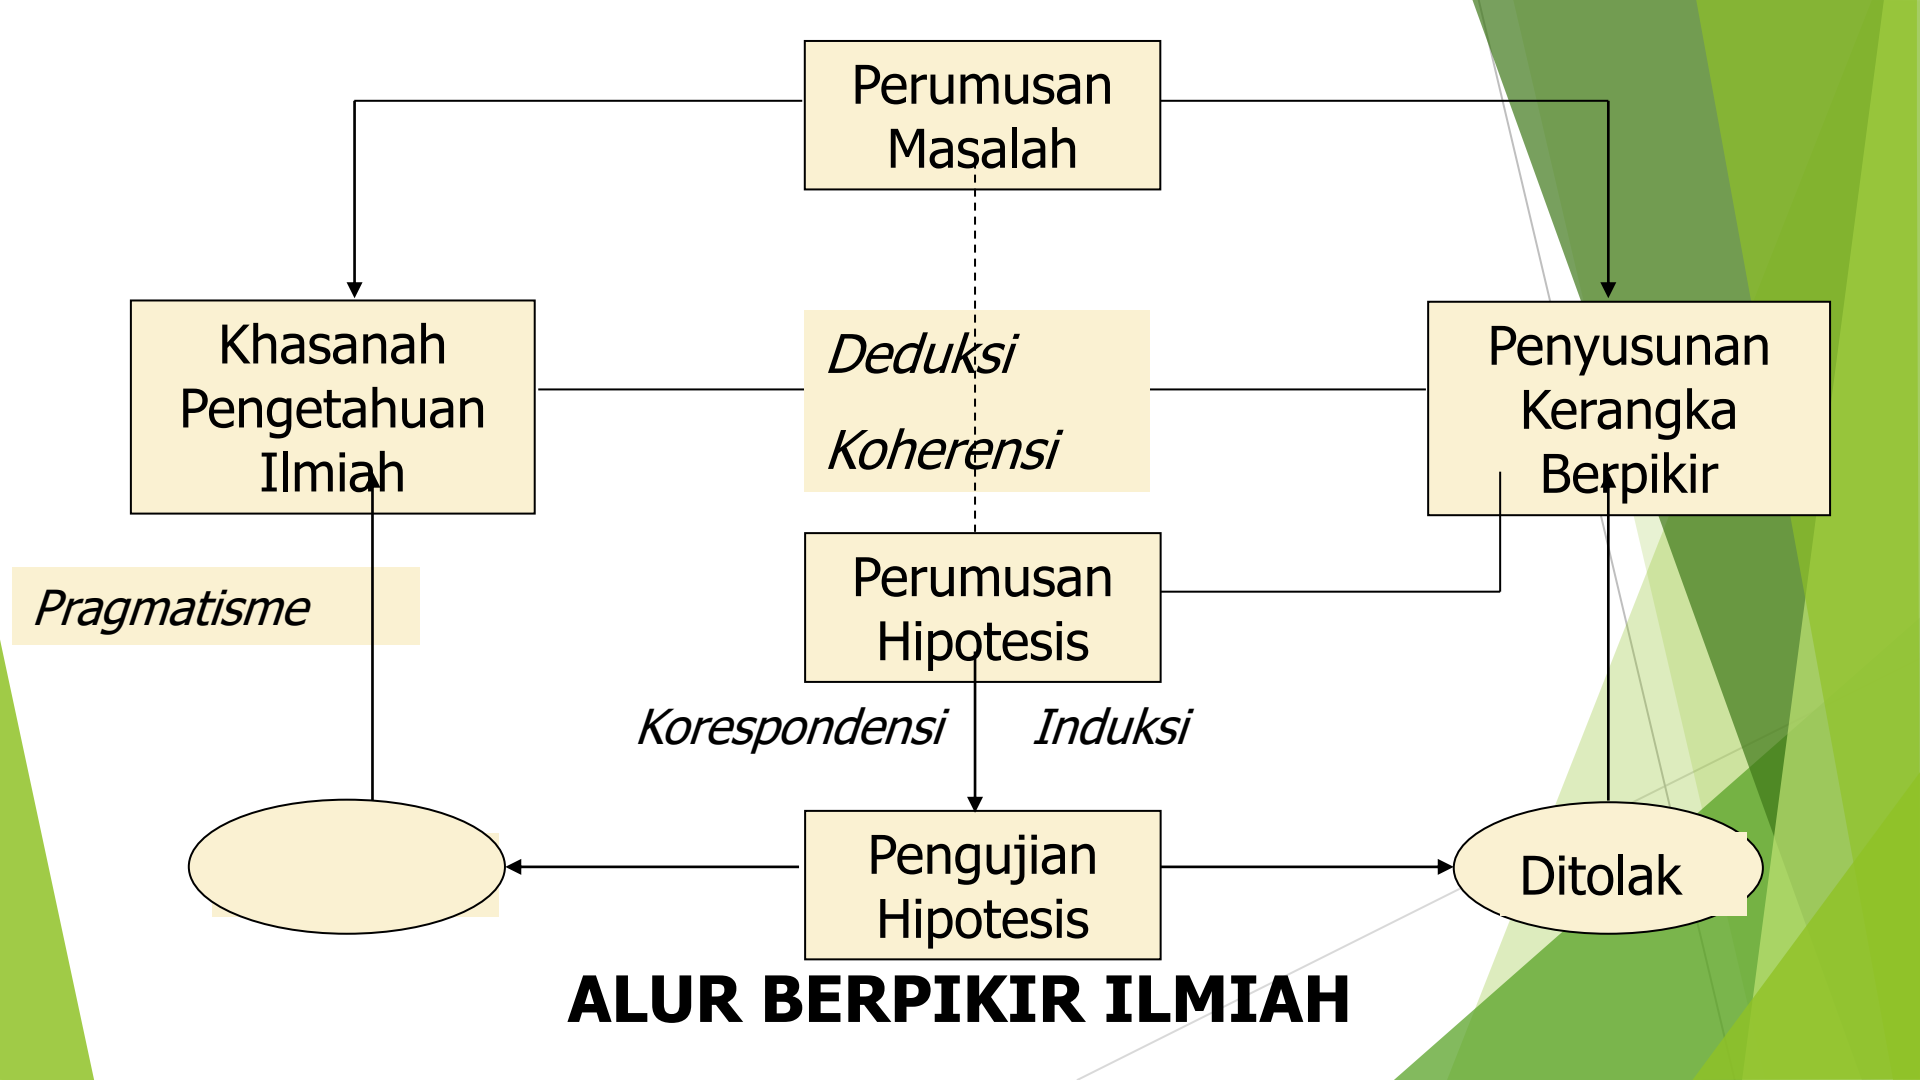 Perumusan
Masalah
Khasanah
Pengetahuan
Ilmiah
Deduksi
Koherensi
Penyusunan
Kerangka
Berpikir
Pragmatisme
Perumusan
Hipotesis
Korespondensi
Induksi
Pengujian
Hipotesis
Ditolak
ALUR BERPIKIR ILMIAH